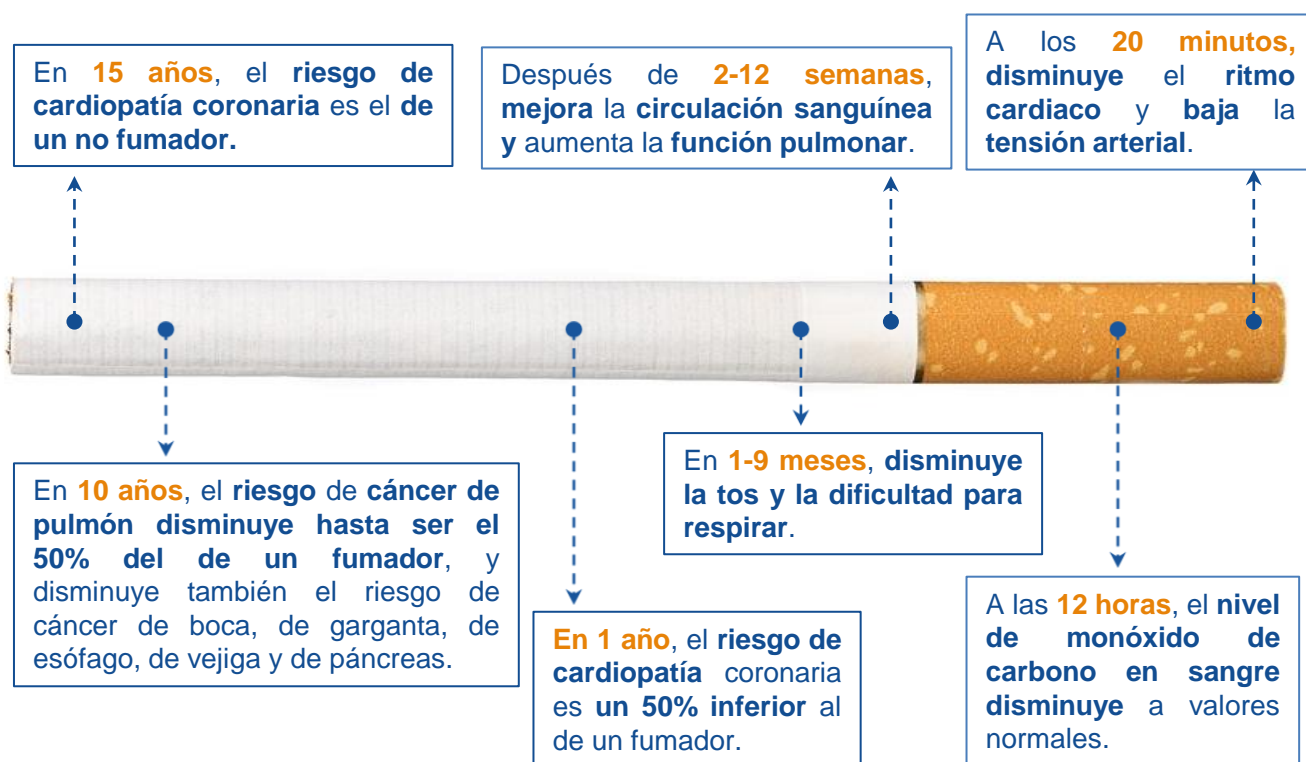 En 15 años, el riesgo de
cardiopatía coronaria es el de
un no fumador.
Después de 2-12 semanas,
mejora la circulación sanguínea
y aumenta la función pulmonar.
A los 20 minutos,
disminuye el ritmo
cardiaco y baja la
tensión arterial.
En 10 años, el riesgo de cáncer de
pulmón disminuye hasta ser el
50% del de un fumador, y
disminuye también el riesgo de
cáncer de boca, de garganta, de
esófago, de vejiga y de páncreas.
En 1 año, el riesgo de
cardiopatía coronaria
es un 50% inferior al
de un fumador.
En 1-9 meses, disminuye
la tos y la dificultad para
respirar.
A las 12 horas, el nivel
de monóxido de
carbono en sangre
disminuye a valores
normales.